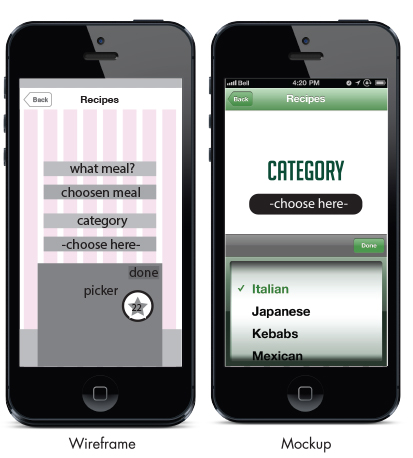 Back
Recipes
what meal?
choosen meal
category
-choose here-
done
picker
22
Wireframe
Bell
4:20 PM
Back
Recipes
CATEGORY
-choose here-
Done
✓ Italian
Japanese
Kebabs
Mexican
Mockup